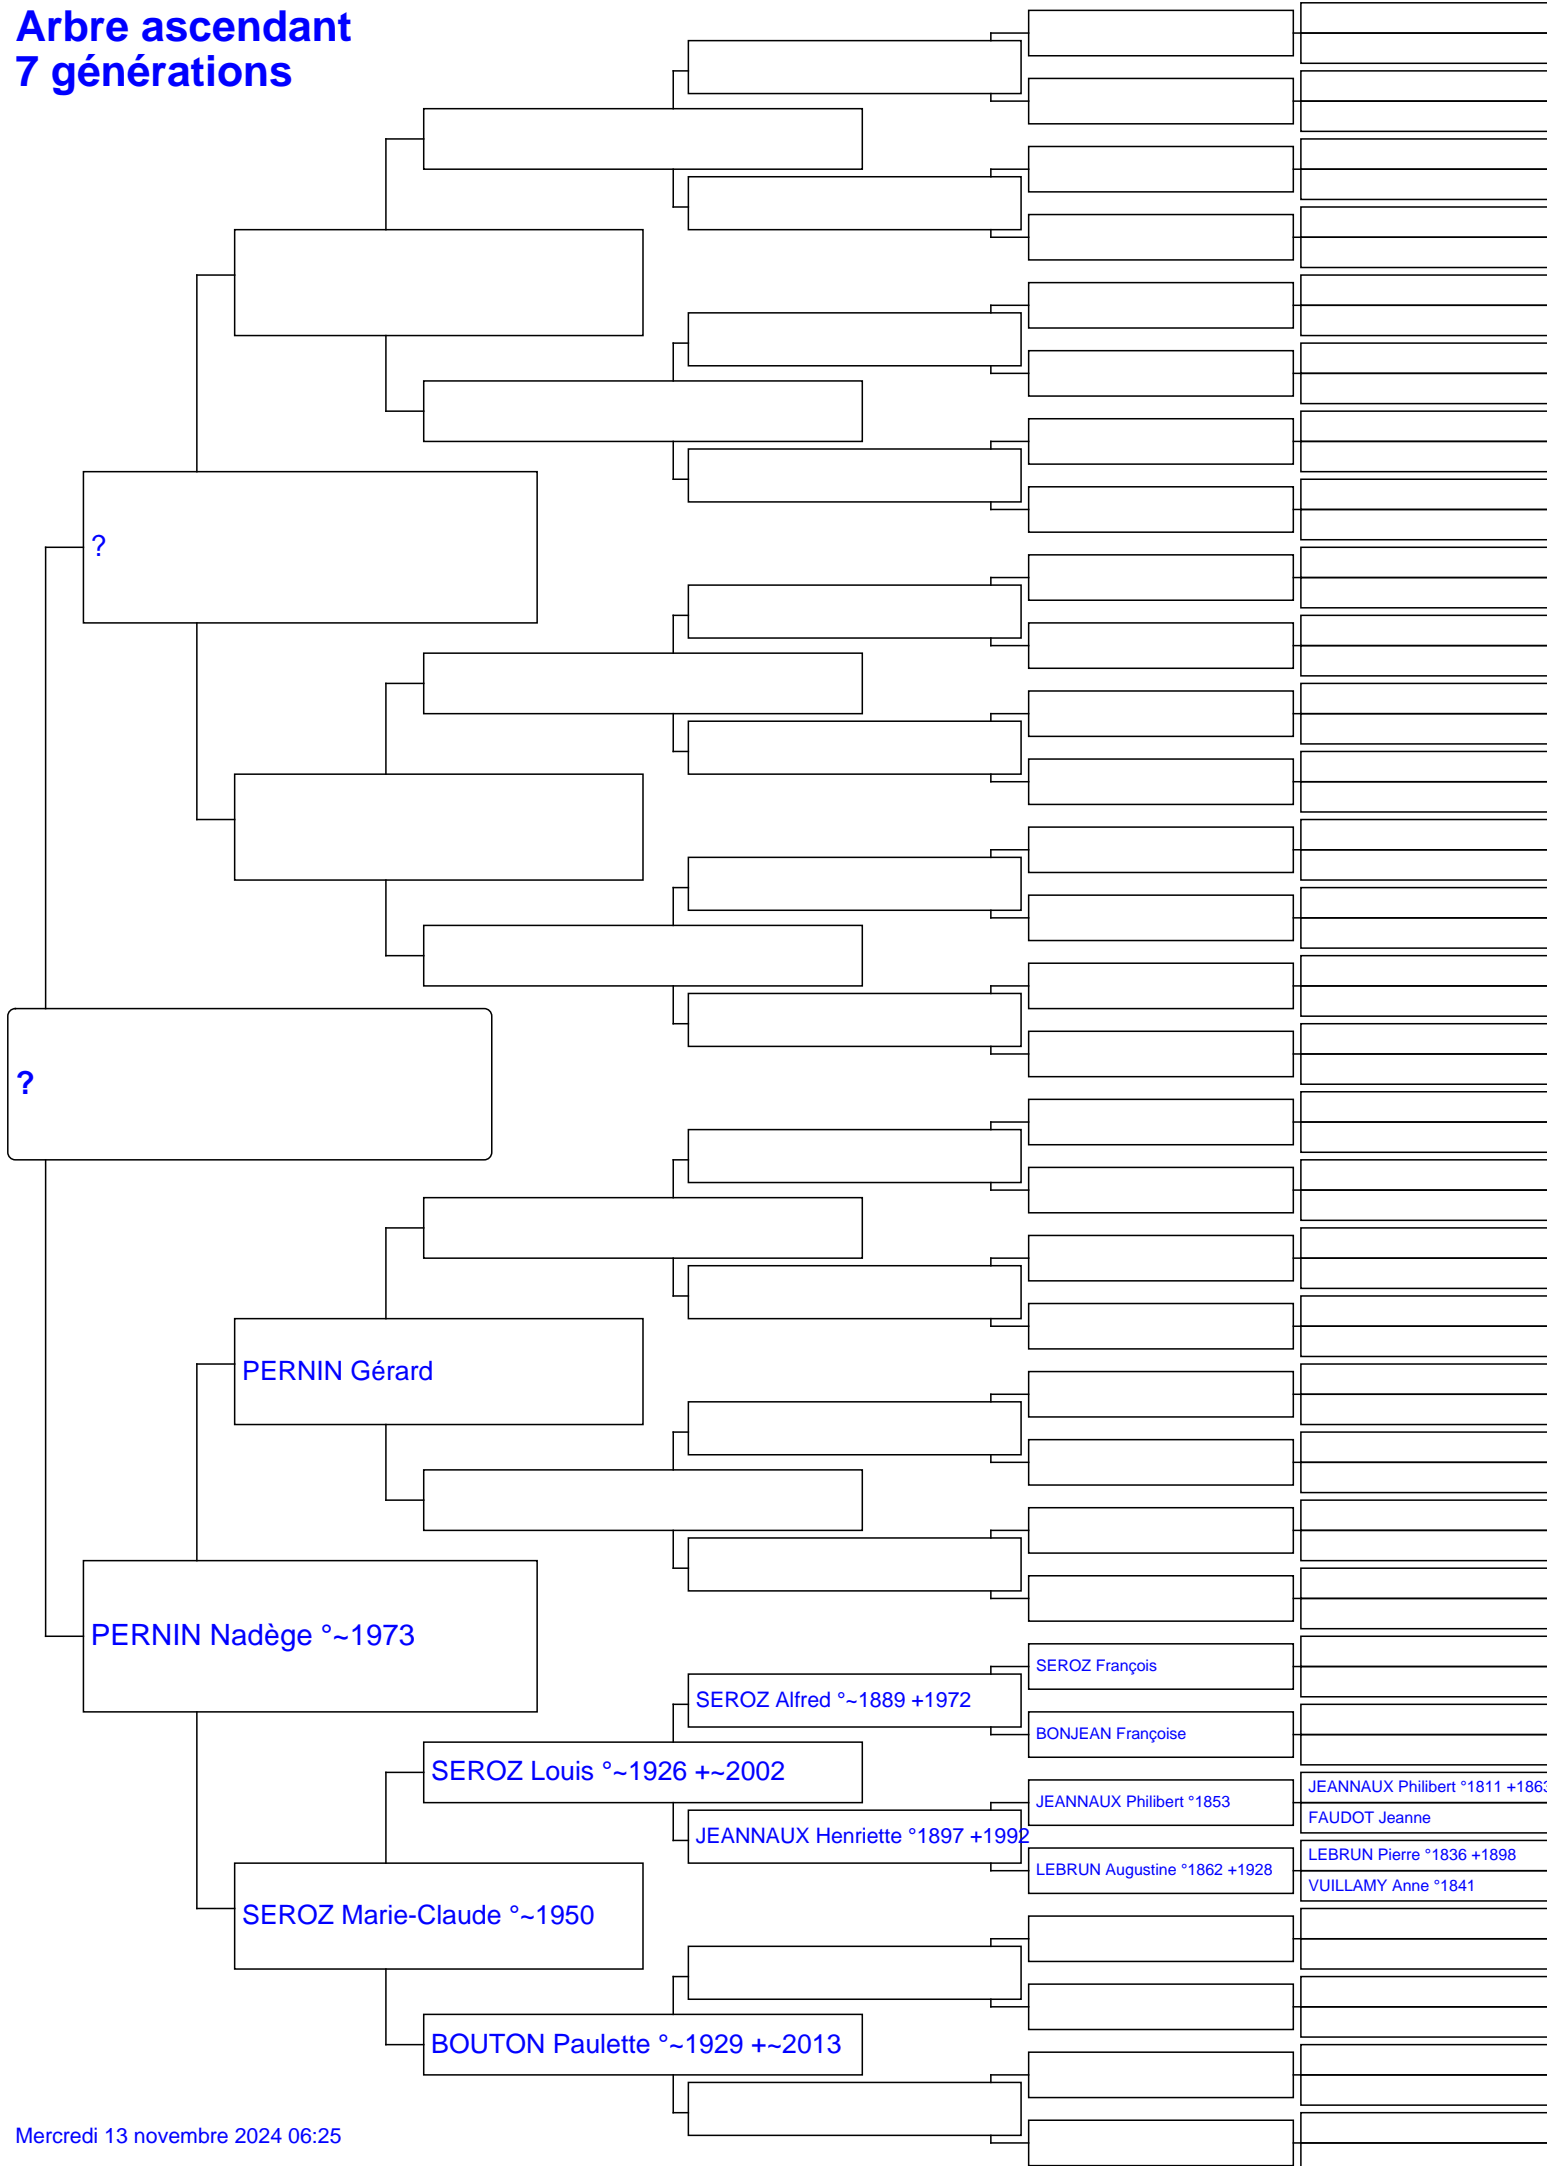 Arbre ascendant
7 générations
?
?
PERNIN Gérard
PERNIN Nadège °~1973
SEROZ François
SEROZ Alfred °~1889 +1972
BONJEAN Françoise
SEROZ Louis °~1926 +~2002
JEANNAUX Philibert °1811 +1863
JEANNAUX Philibert °1853
FAUDOT Jeanne
JEANNAUX Henriette °1897 +1992
LEBRUN Pierre °1836 +1898
LEBRUN Augustine °1862 +1928
VUILLAMY Anne °1841
SEROZ Marie-Claude °~1950
BOUTON Paulette °~1929 +~2013
Mercredi 13 novembre 2024 06:25